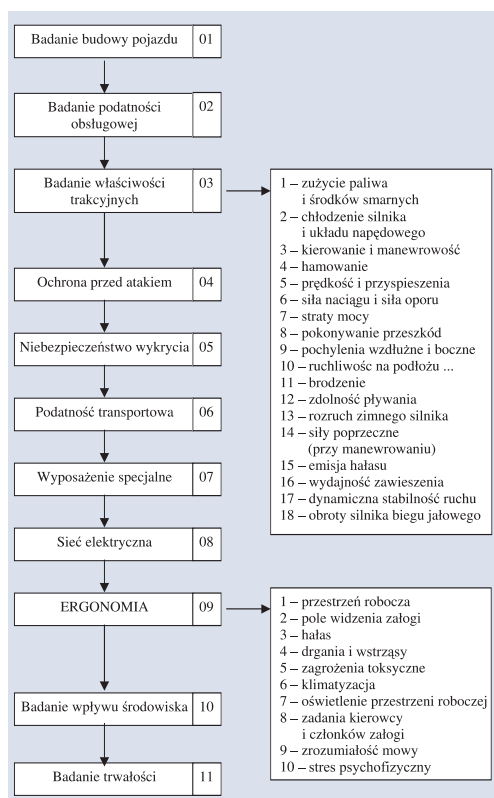 Badanie budowy pojazdu 01
Badanie podatności
obsługowej
02
Badanie właściwości
trakcyjnych
03
1 – zużycie paliwa
i środków smarnych
2 – chłodzenie silnika
i układu napędowego
3 – kierowanie i manewrowość
4 – hamowanie
5 – prędkość i przyspieszenia
6 – siła naciągu i siła oporu
7 – straty mocy
8 – pokonywanie przeszkód
9 – pochylenia wzdłużne i boczne
10 – ruchliwośc na podłożu ...
11 – brodzenie
12 – zdolność pływania
13 – rozruch zimnego silnika
14 – siły poprzeczne
(przy manewrowaniu)
15 – emisja hałasu
16 – wydajność zawieszenia
17 – dynamiczna stabilność ruchu
18 – obroty silnika biegu jałowego
Ochrona przed atakiem 04
Niebezpieczeństwo wykrycia 05
Podatność transportowa 06
Wyposażenie specjalne 07
Sieć elektryczna 08
ERGONOMIA 09
1 – przestrzeń robocza
2 – pole widzenia załogi
3 – hałas
4 – drgania i wstrząsy
5 – zagrożenia toksyczne
6 – klimatyzacja
7 – oświetlenie przestrzeni roboczej
8 – zadania kierowcy
i członków załogi
9 – zrozumiałość mowy
10 – stres psychofizyczny
Badanie wpływu środowiska 10
Badanie trwałości 11